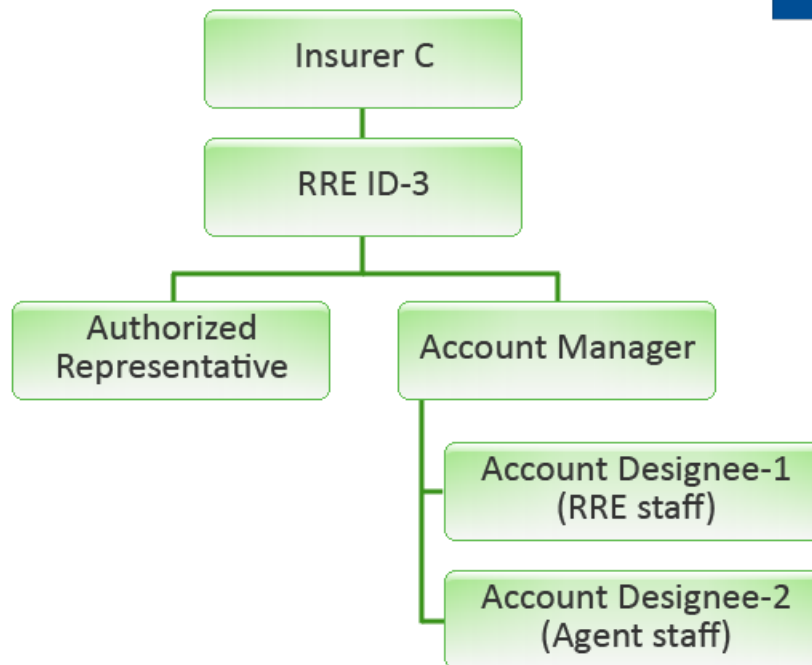 Insurer C
RRE ID-3
Authorized
Representative
Account Manager
Account Designee-1
(RRE staff)
Account Designee-2
(Agent staff)